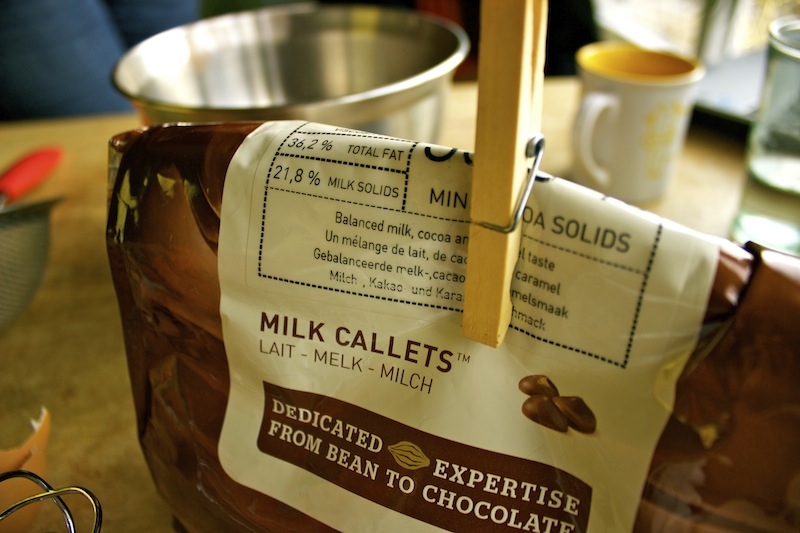 36,2 % TOTAL FAT
21,8 % MILK SOLIDS
MIN OA SOLIDS
Balanced milk, cocoa an el taste
Un mélange de lait, de cac caramel
Gebalanceerde melk-, cacao melsmaak
Milch-, Kakao- und Kara hmack
MILK CALLETS™
LAIT - MELK - MILCH
DEDICATED EXPERTISE
FROM BEAN TO CHOCOLATE